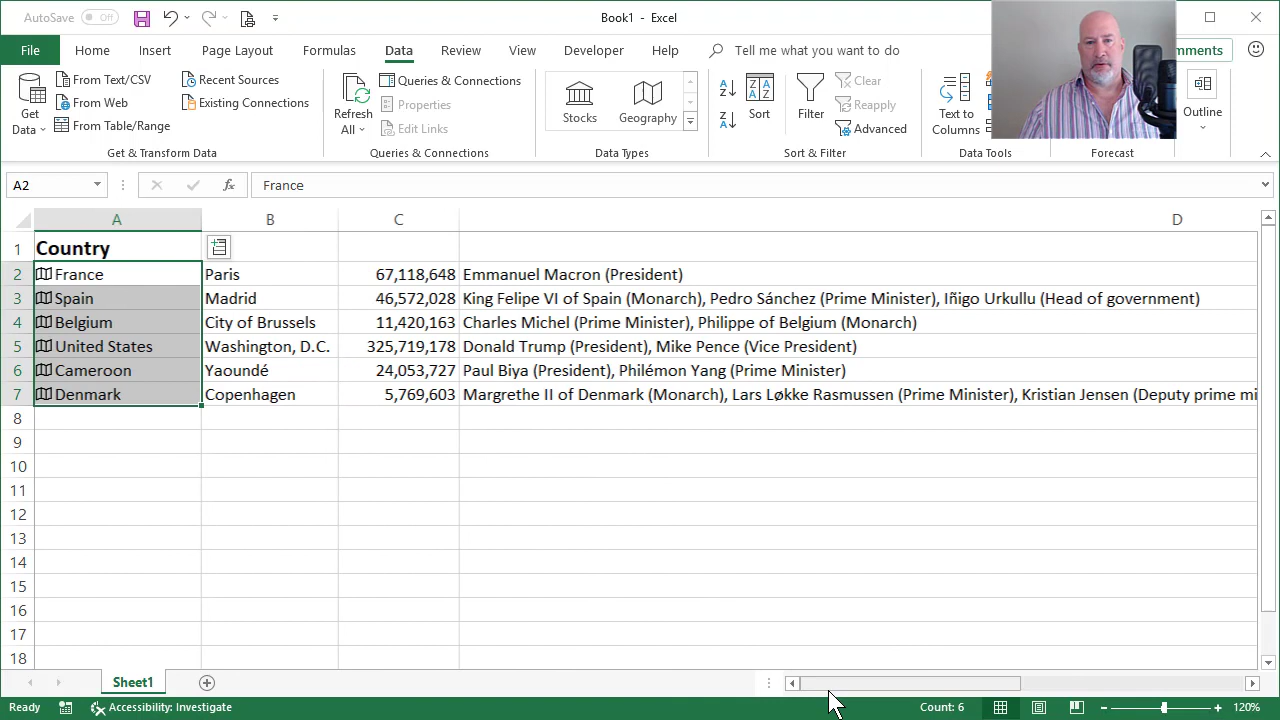 AutoSave Off
Book1 - Excel
File Home Insert Page Layout Formulas Data Review View Developer Help Tell me what you want to do mments
Get Data
From Text/CSV
From Web
From Table/Range
Recent Sources
Existing Connections
Get & Transform Data
Refresh All
Queries & Connections
Properties
Edit Links
Queries & Connections
Stocks
Geography
Data Types
Sort
Filter
Clear
Reapply
Advanced
Sort & Filter
Text to Columns
Data Tools
Forecast
Outline
A2 fx France
A B C D
1 Country
2 France Paris 67,118,648 Emmanuel Macron (President)
3 Spain Madrid 46,572,028 King Felipe VI of Spain (Monarch), Pedro Sánchez (Prime Minister), Iñigo Urkullu (Head of government)
4 Belgium City of Brussels 11,420,163 Charles Michel (Prime Minister), Philippe of Belgium (Monarch)
5 United States Washington, D.C. 325,719,178 Donald Trump (President), Mike Pence (Vice President)
6 Cameroon Yaoundé 24,053,727 Paul Biya (President), Philémon Yang (Prime Minister)
7 Denmark Copenhagen 5,769,603 Margrethe II of Denmark (Monarch), Lars Løkke Rasmussen (Prime Minister), Kristian Jensen (Deputy prime mi
8
9
10
11
12
13
14
15
16
17
18
Sheet1
Ready Accessibility: Investigate Count: 6 120%